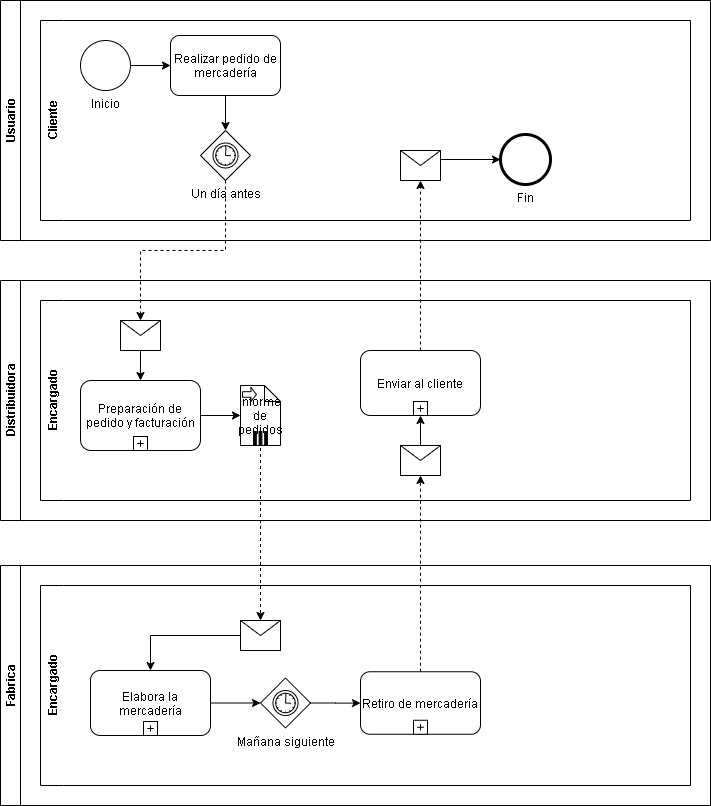 Usuario
Cliente
Inicio
Realizar pedido de
mercadería
Un día antes
Fin
Distribuidora
Encargado
Preparación de
pedido y facturación
nforme
de
pedidos
Enviar al cliente
Fabrica
Encargado
Elabora la
mercadería
Mañana siguiente
Retiro de mercadería